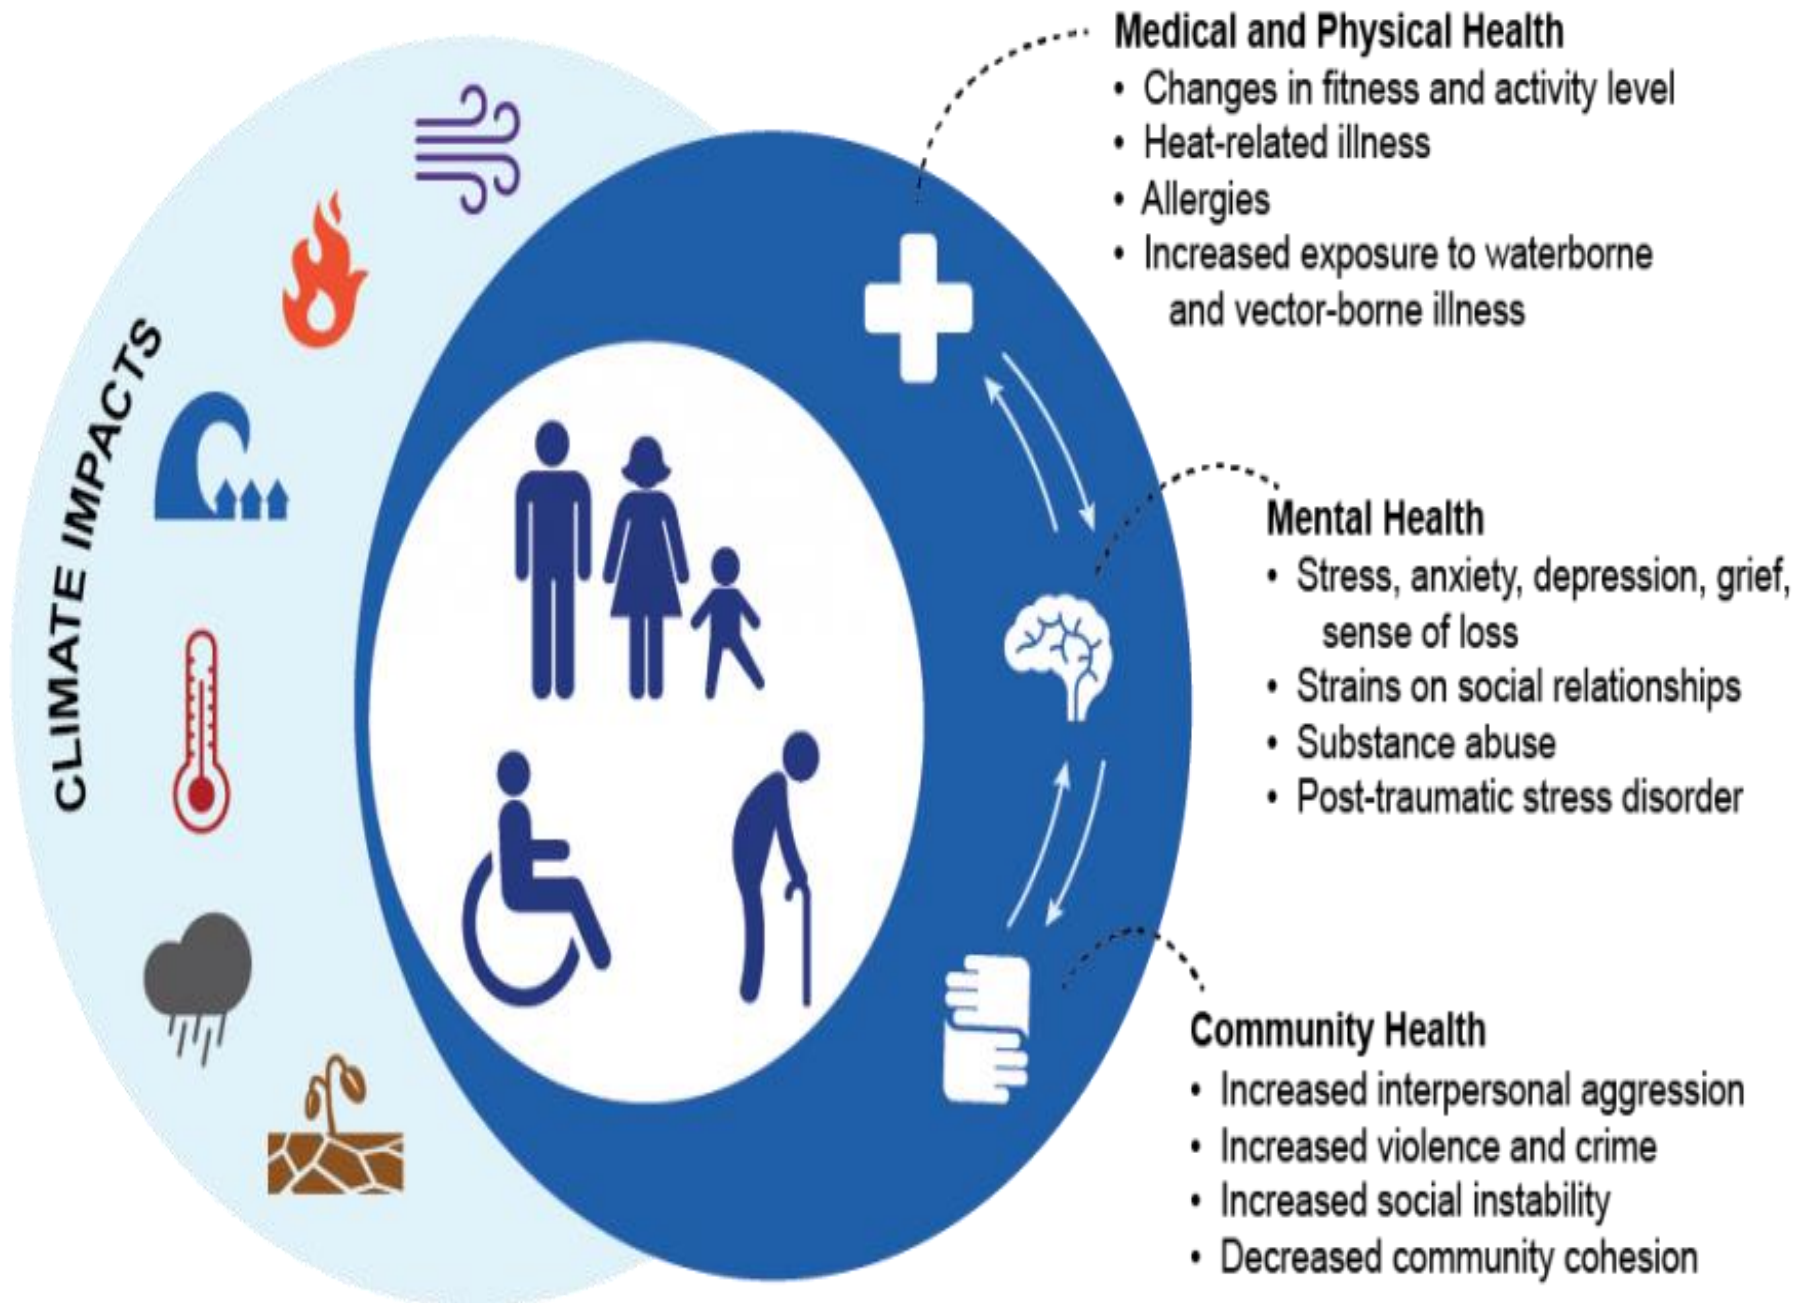 CLIMATE IMPACTS
Medical and Physical Health
• Changes in fitness and activity level
• Heat-related illness
• Allergies
• Increased exposure to waterborne
and vector-borne illness
Mental Health
• Stress, anxiety, depression, grief,
sense of loss
• Strains on social relationships
• Substance abuse
• Post-traumatic stress disorder
Community Health
• Increased interpersonal aggression
• Increased violence and crime
• Increased social instability
• Decreased community cohesion